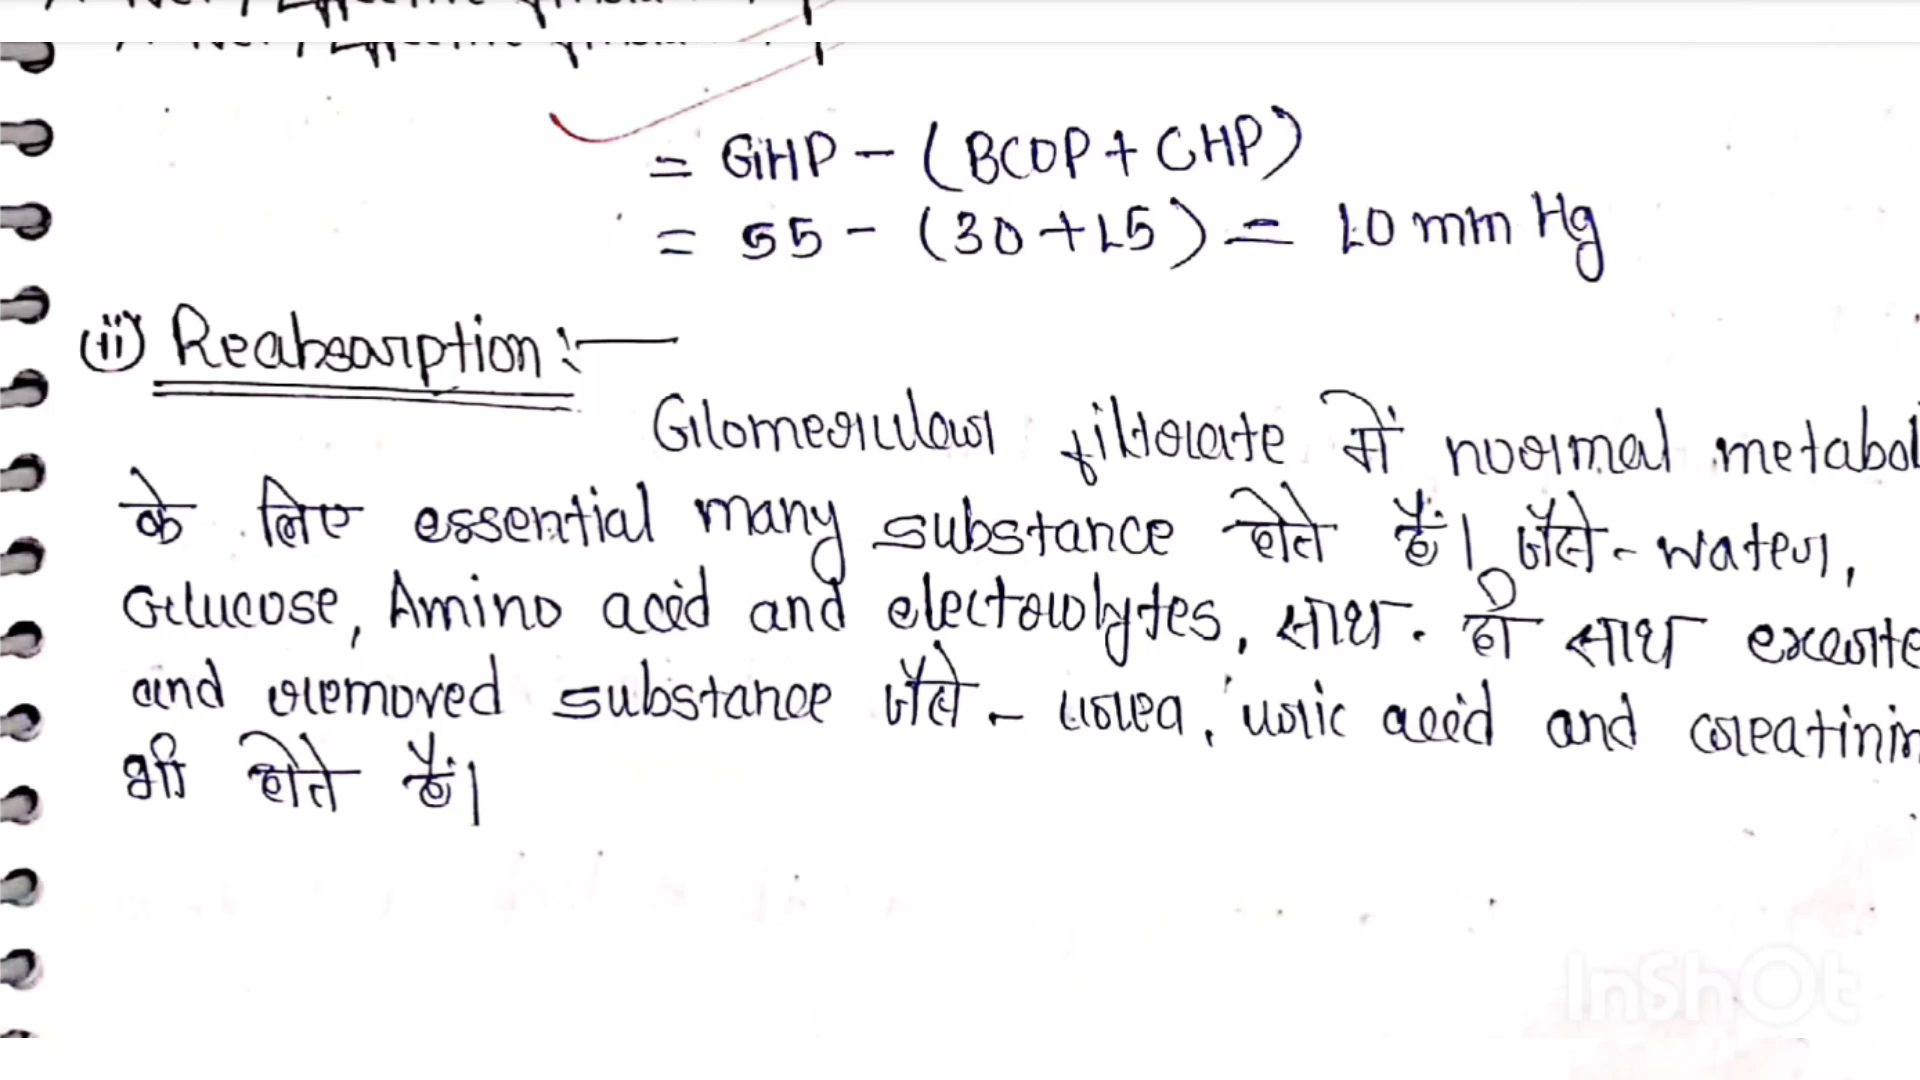 = GHP - (BCOP + CHP)
= 55 - (30 + 15) = 10 mm Hg
(ii) Reabsorption :-
Glomerular filtrate में normal metabol
के लिए essential many substance होते हैं। जैसे - water,
Glucose, Amino acid and electrolytes, साथ ही साथ excrete
and removed substance जैसे - urea, uric acid and creatinin
भी होते हैं।
InShOt